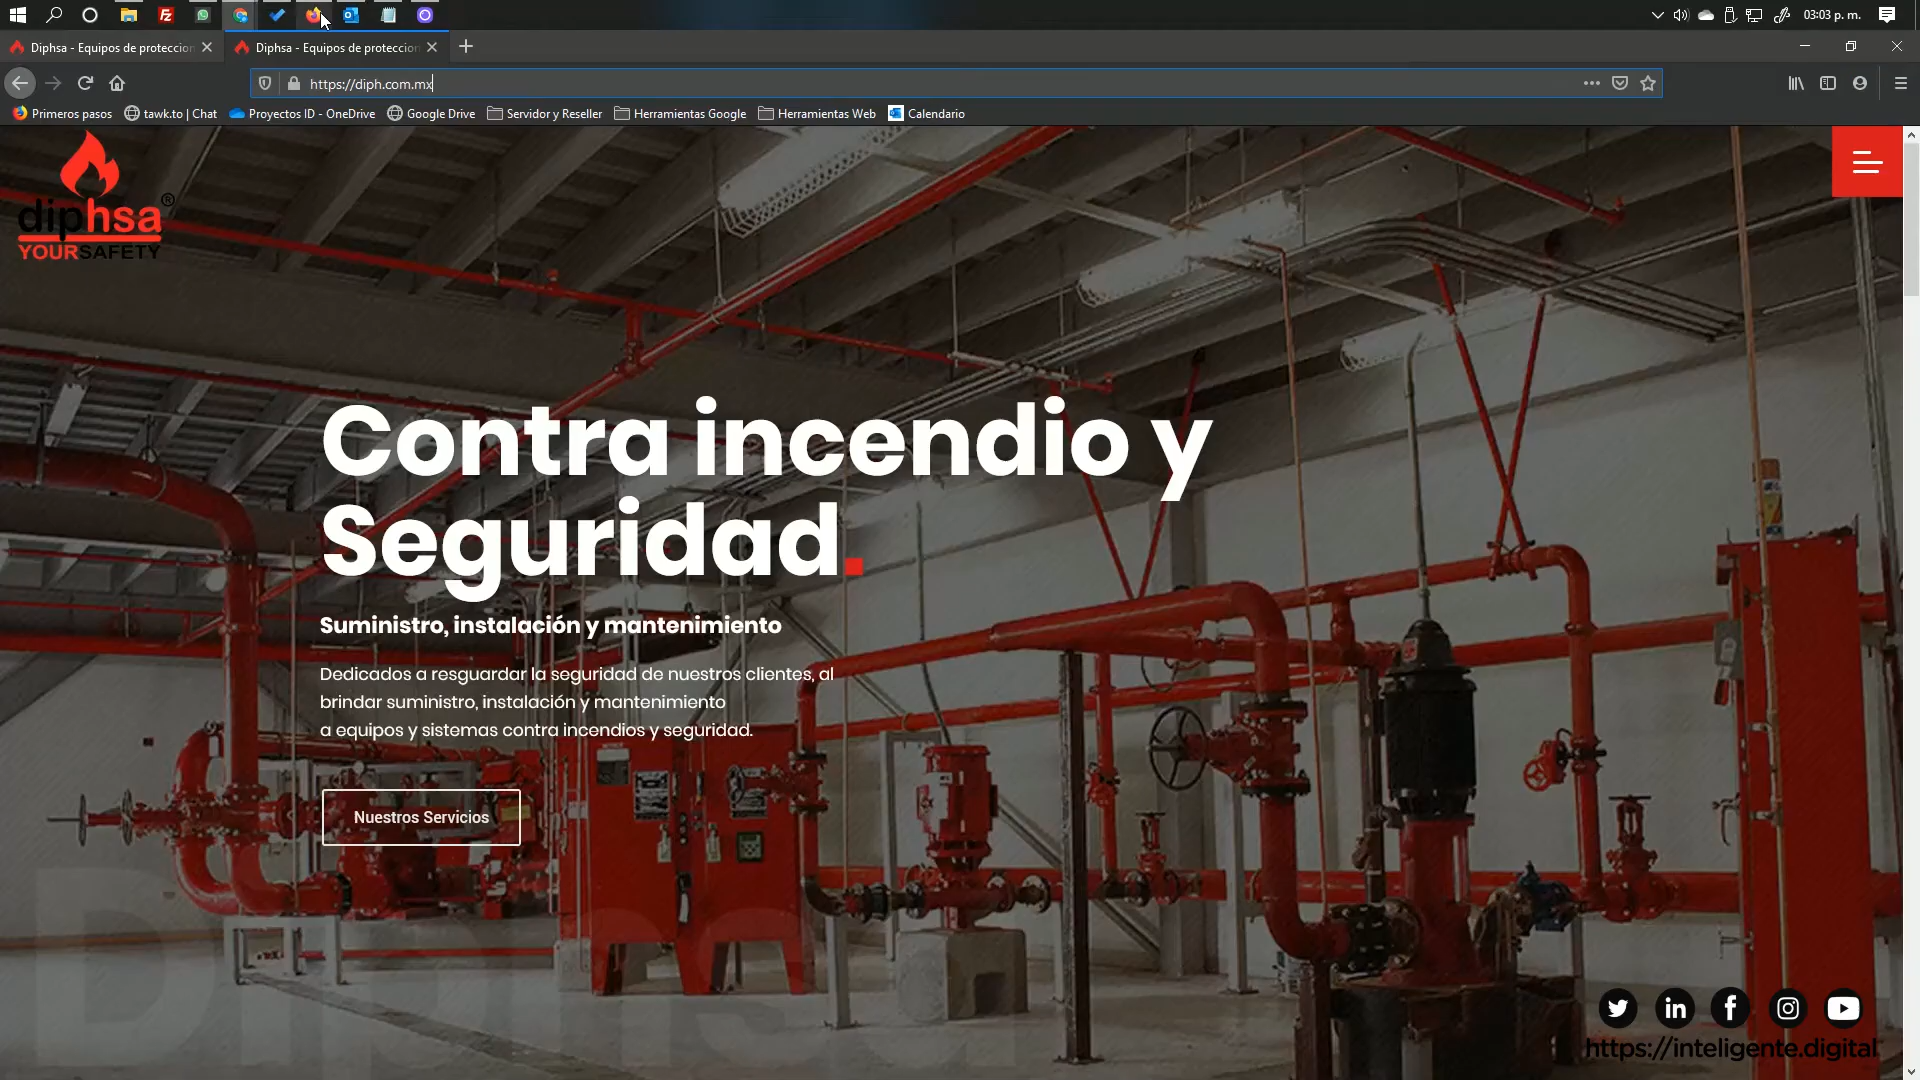 03:03 p. m.
Diphsa - Equipos de proteccion
Diphsa - Equipos de proteccion
https://diph.com.mx
Primeros pasos
tawk.to | Chat
Proyectos ID - OneDrive
Google Drive
Servidor y Reseller
Herramientas Google
Herramientas Web
Calendario
diphsa®
YOURSAFETY
Contra incendio y
Seguridad.
Suministro, instalación y mantenimiento
Dedicados a resguardar la seguridad de nuestros clientes, al
brindar suministro, instalación y mantenimiento
a equipos y sistemas contra incendios y seguridad.
Nuestros Servicios
Diphsa
https://inteligente.digital